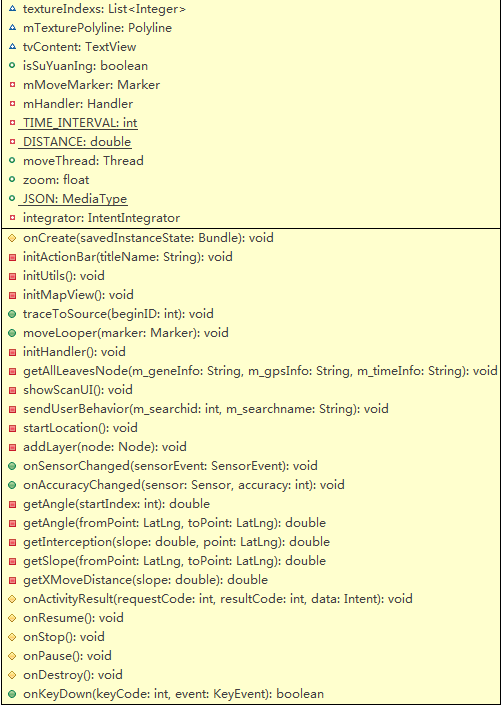 textureIndexs: List<Integer>
mTexturePolyline: Polyline
tvContent: TextView
isSuYuanIng: boolean
mMoveMarker: Marker
mHandler: Handler
TIME_INTERVAL: int
DISTANCE: double
moveThread: Thread
zoom: float
JSON: MediaType
integrator: IntentIntegrator
onCreate(savedInstanceState: Bundle): void
initActionBar(titleName: String): void
initUtils(): void
initMapView(): void
traceToSource(beginID: int): void
moveLooper(marker: Marker): void
initHandler(): void
getAllLeavesNode(m_geneInfo: String, m_gpsInfo: String, m_timeInfo: String): void
showScanUI(): void
sendUserBehavior(m_searchid: int, m_searchname: String): void
startLocation(): void
addLayer(node: Node): void
onSensorChanged(sensorEvent: SensorEvent): void
onAccuracyChanged(sensor: Sensor, accuracy: int): void
getAngle(startIndex: int): double
getAngle(fromPoint: LatLng, toPoint: LatLng): double
getInterception(slope: double, point: LatLng): double
getSlope(fromPoint: LatLng, toPoint: LatLng): double
getXMoveDistance(slope: double): double
onActivityResult(requestCode: int, resultCode: int, data: Intent): void
onResume(): void
onStop(): void
onPause(): void
onDestroy(): void
onKeyDown(keyCode: int, event: KeyEvent): boolean